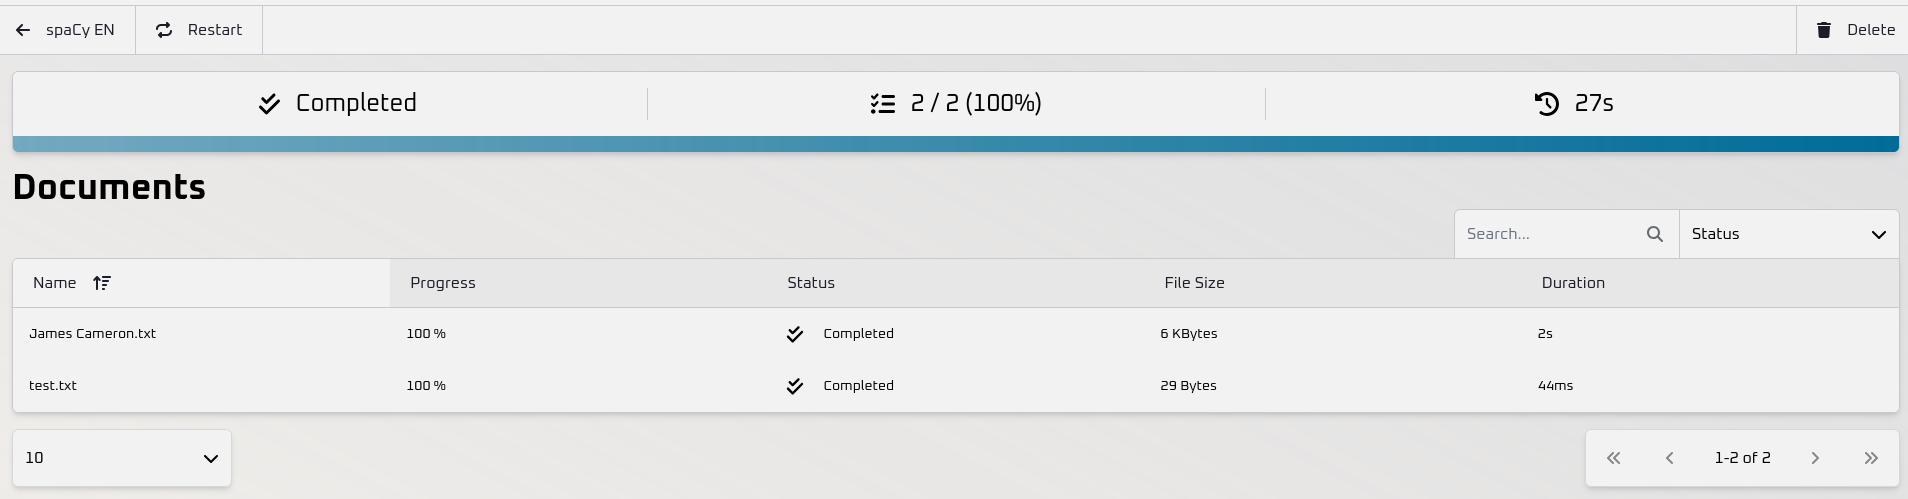 spaCy EN
Restart
Delete
Completed
2 / 2 (100%)
27s
Documents
Search...
Status
Name
Progress
Status
File Size
Duration
James Cameron.txt
100 %
Completed
6 KBytes
2s
test.txt
100 %
Completed
29 Bytes
44ms
10
1-2 of 2